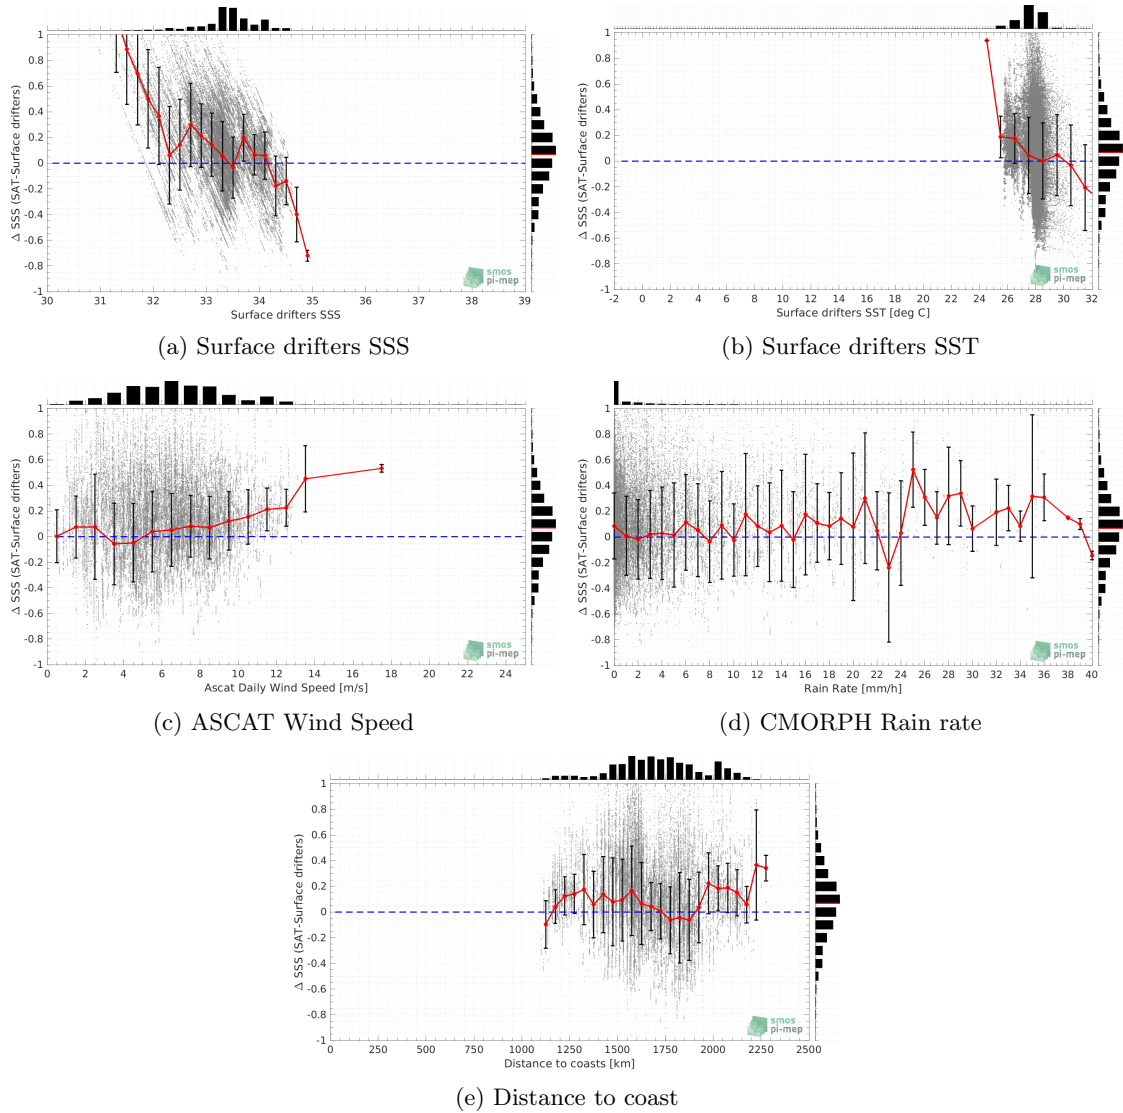 1
0.8
0.6
0.4
0.2
0
-0.2
-0.4
-0.6
-0.8
-1
Δ SSS (SAT-Surface drifters)
smos
pi-mep
30 31 32 33 34 35 36 37 38 39
Surface drifters SSS
(a) Surface drifters SSS
1
0.8
0.6
0.4
0.2
0
-0.2
-0.4
-0.6
-0.8
-1
Δ SSS (SAT-Surface drifters)
smos
pi-mep
-2 0 2 4 6 8 10 12 14 16 18 20 22 24 26 28 30 32
Surface drifters SST [deg C]
(b) Surface drifters SST
1
0.8
0.6
0.4
0.2
0
-0.2
-0.4
-0.6
-0.8
-1
Δ SSS (SAT-Surface drifters)
smos
pi-mep
0 2 4 6 8 10 12 14 16 18 20 22 24
Ascat Daily Wind Speed [m/s]
(c) ASCAT Wind Speed
1
0.8
0.6
0.4
0.2
0
-0.2
-0.4
-0.6
-0.8
-1
Δ SSS (SAT-Surface drifters)
smos
pi-mep
0 2 4 6 8 10 12 14 16 18 20 22 24 26 28 30 32 34 36 38 40
Rain Rate [mm/h]
(d) CMORPH Rain rate
1
0.8
0.6
0.4
0.2
0
-0.2
-0.4
-0.6
-0.8
-1
Δ SSS (SAT-Surface drifters)
smos
pi-mep
0 250 500 750 1000 1250 1500 1750 2000 2250 2500
Distance to coasts [km]
(e) Distance to coast